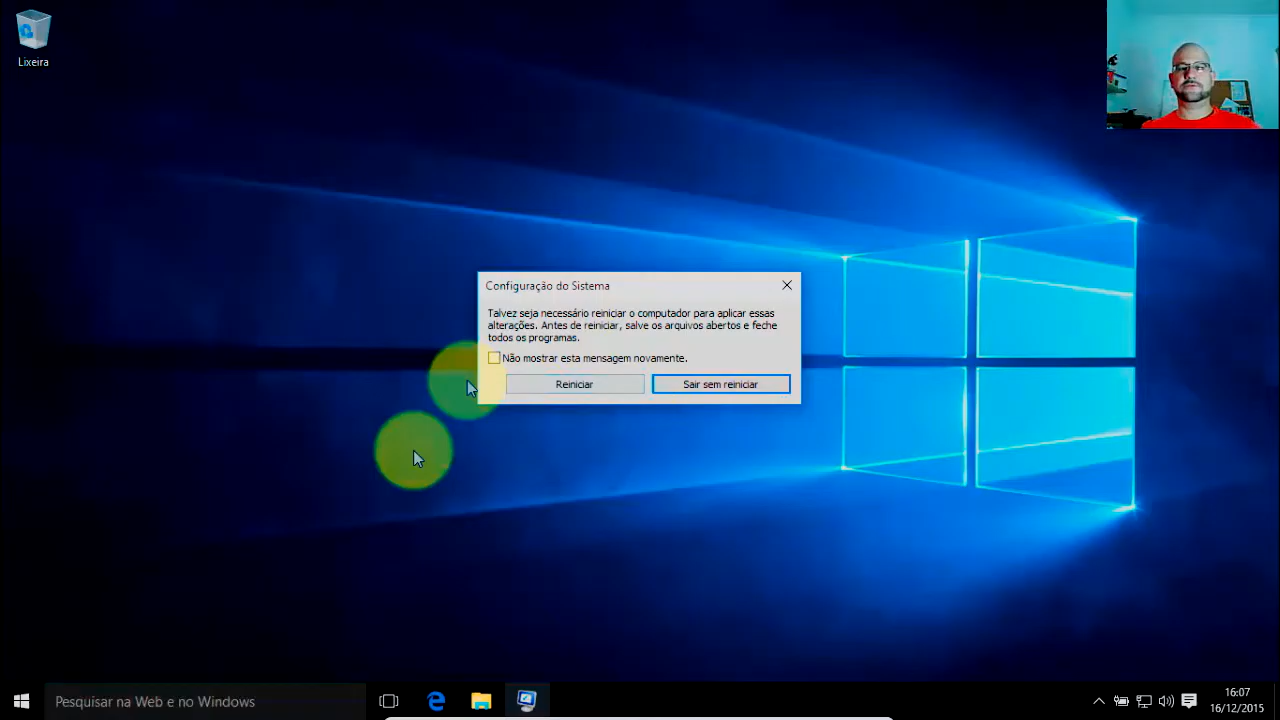 Lixeira
Configuração do Sistema
Talvez seja necessário reiniciar o computador para aplicar essas
alterações. Antes de reiniciar, salve os arquivos abertos e feche
todos os programas.
Não mostrar esta mensagem novamente.
Reiniciar
Sair sem reiniciar
Pesquisar na Web e no Windows
16:07
16/12/2015